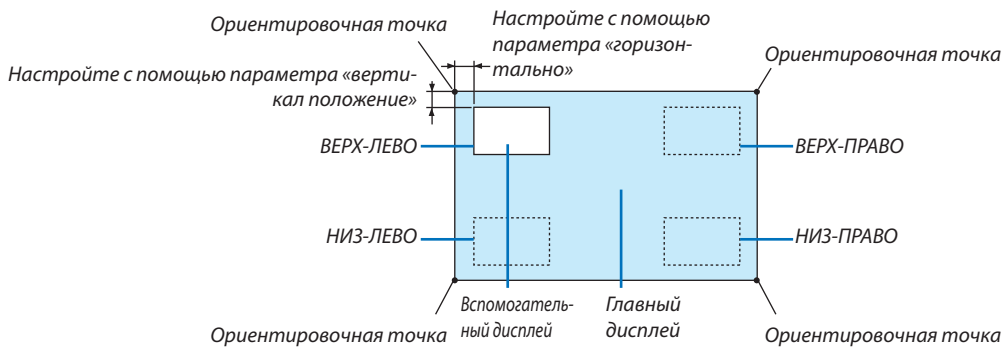 Ориентировочная точка
Настройте с помощью
параметра «горизон-
тально»
Ориентировочная точка
Настройте с помощью параметра «верти-
кал положение»
ВЕРХ-ЛЕВО
ВЕРХ-ПРАВО
НИЗ-ЛЕВО
НИЗ-ПРАВО
Вспомогатель-
ный дисплей
Главный
дисплей
Ориентировочная точка
Ориентировочная точка